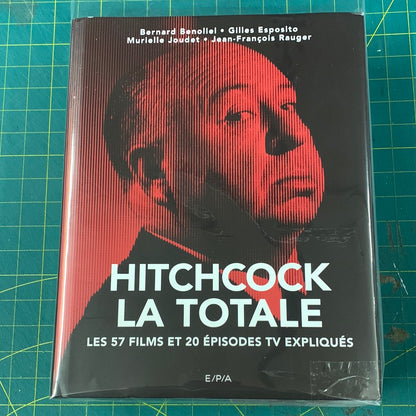 Bernard Benoliel • Gilles Esposito
Murielle Joudet • Jean-François Rauger
HITCHCOCK
LA TOTALE
LES 57 FILMS ET 20 ÉPISODES TV EXPLIQUÉS
E/P/A